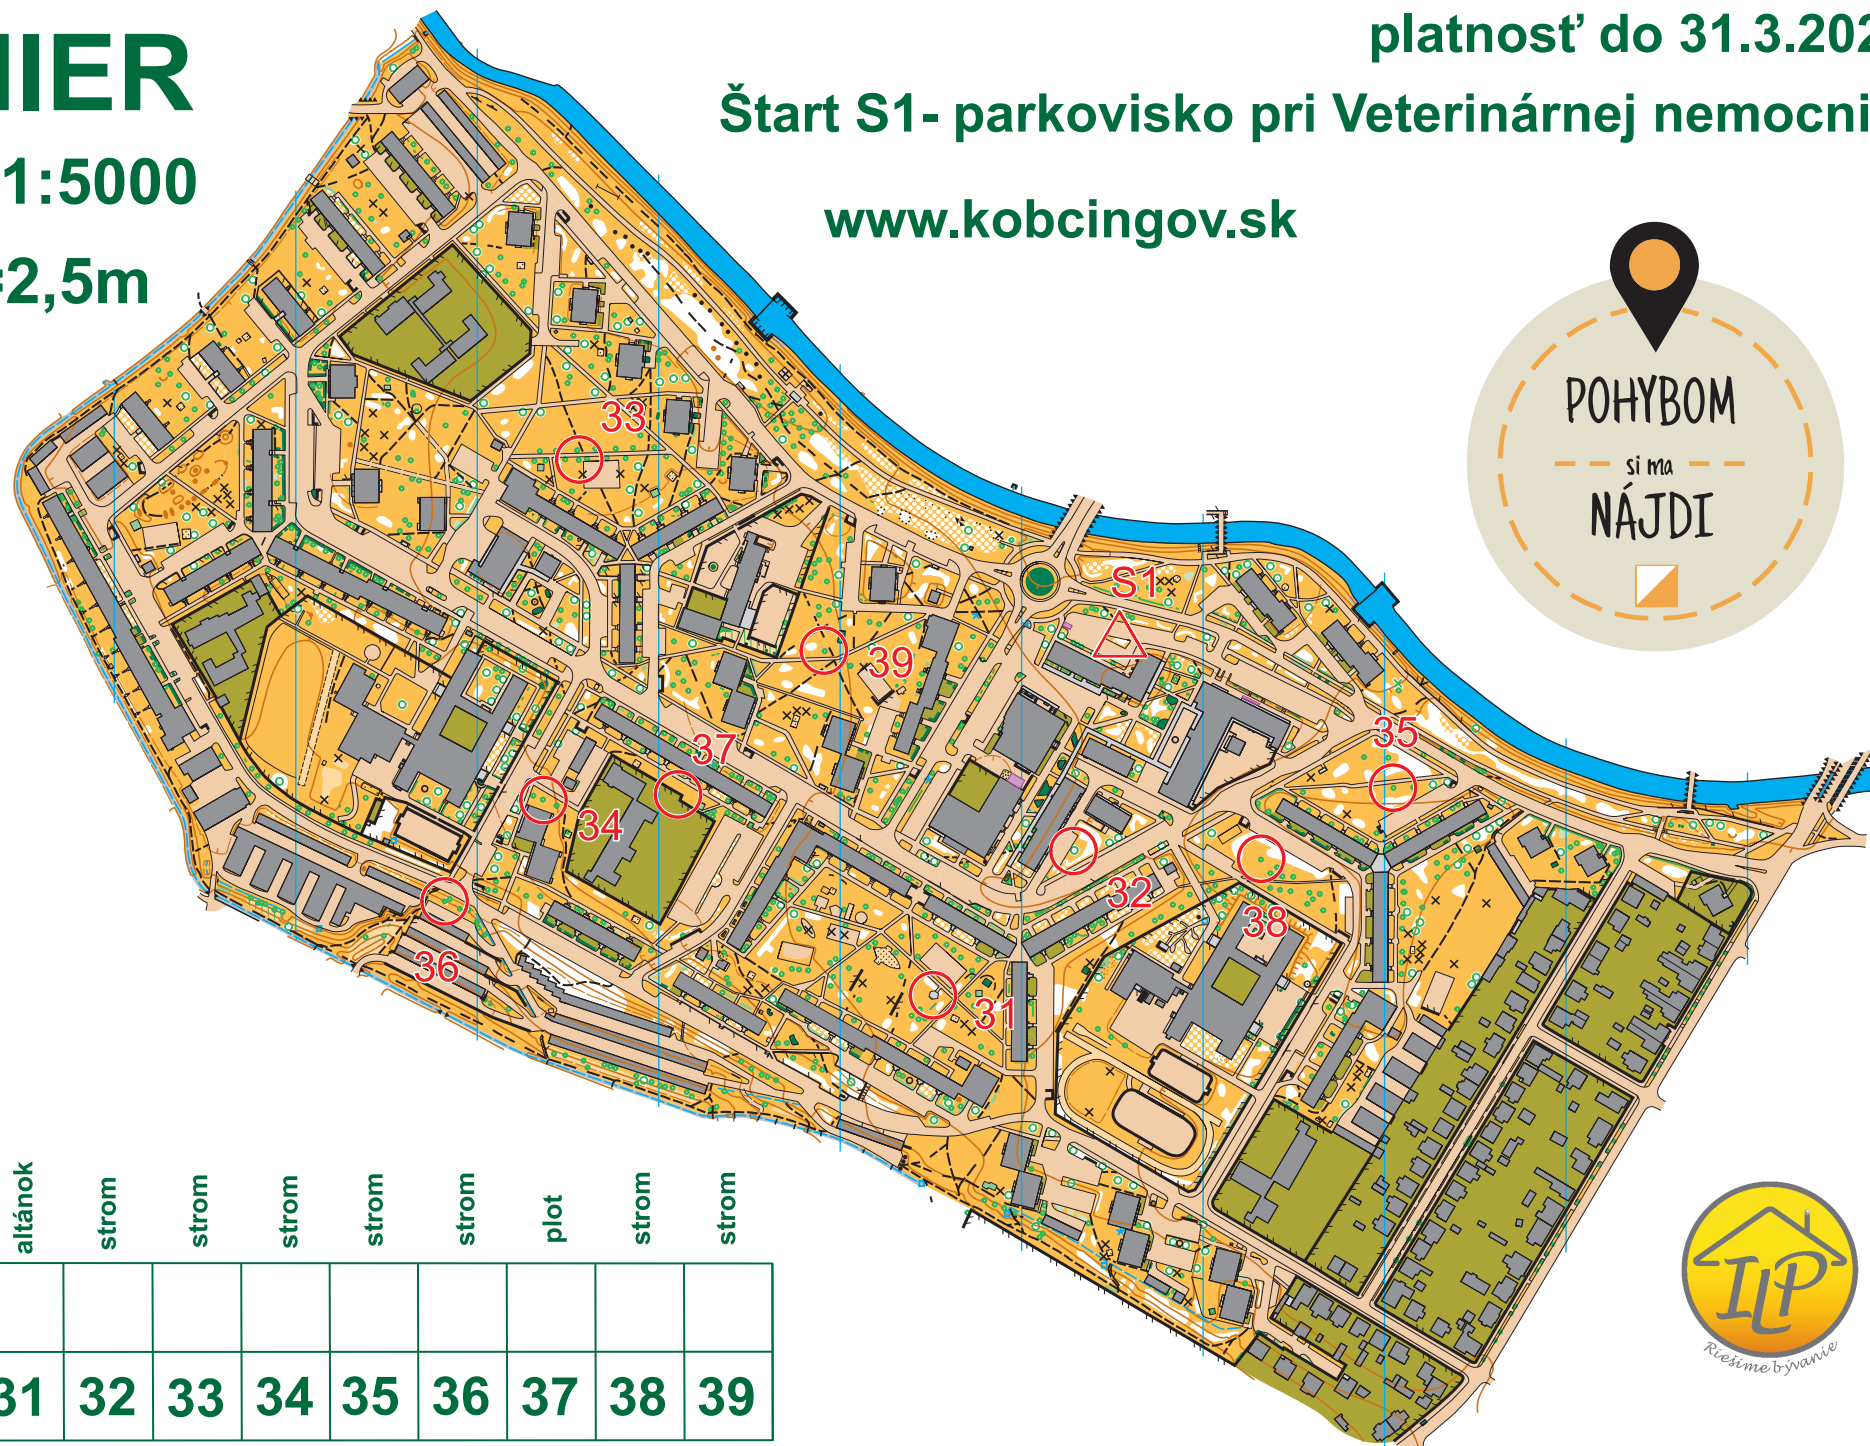 NIER
1:5000
=2,5m
platnosť do 31.3.202
Štart S1- parkovisko pri Veterinárnej nemocni
www.kobcingov.sk
POHYBOM
si ma
NÁJDI
33
S1
39
35
37
34
32
38
36
31
altánok strom strom strom strom strom plot strom strom
31 32 33 34 35 36 37 38 39
ILP
Riešime bývanie